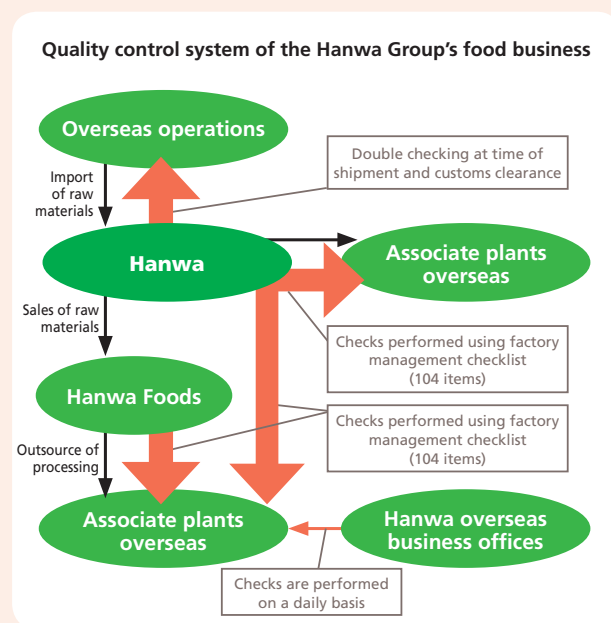 Quality control system of the Hanwa Group's food business
Overseas operations
Double checking at time of
shipment and customs clearance
Import
of raw
materials
Hanwa
Associate plants
overseas
Sales of raw
materials
Checks performed using factory
management checklist
(104 items)
Hanwa Foods
Checks performed using factory
management checklist
(104 items)
Outsource of
processing
Associate plants
overseas
Hanwa overseas
business offices
Checks are performed
on a daily basis